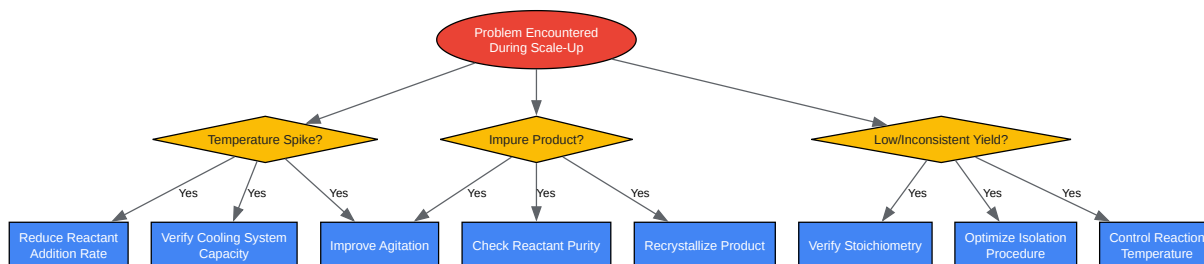 Problem Encountered
During Scale-Up
Temperature Spike?
Impure Product?
Low/Inconsistent Yield?
Yes
Yes
Yes
Yes
Yes
Yes
Yes
Yes
Yes
Reduce Reactant
Addition Rate
Verify Cooling System
Capacity
Improve Agitation
Check Reactant Purity
Recrystallize Product
Verify Stoichiometry
Optimize Isolation
Procedure
Control Reaction
Temperature